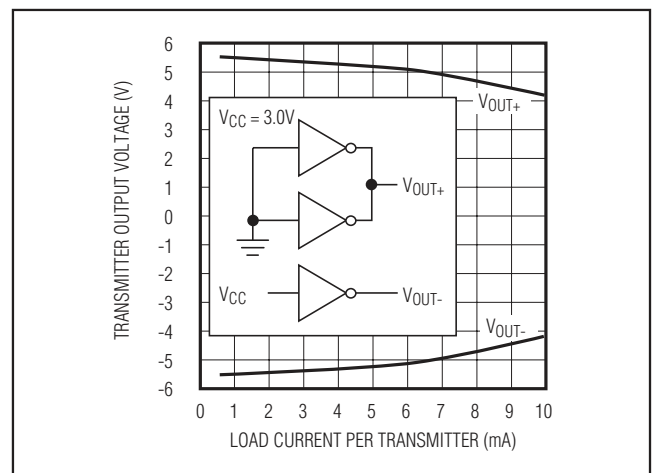 TRANSMITTER OUTPUT VOLTAGE (V)
6
5
4
3
2
1
0
-1
-2
-3
-4
-5
-6
VCC = 3.0V
VOUT+
VOUT+
VCC
VOUT-
VOUT-
0 1 2 3 4 5 6 7 8 9 10
LOAD CURRENT PER TRANSMITTER (mA)